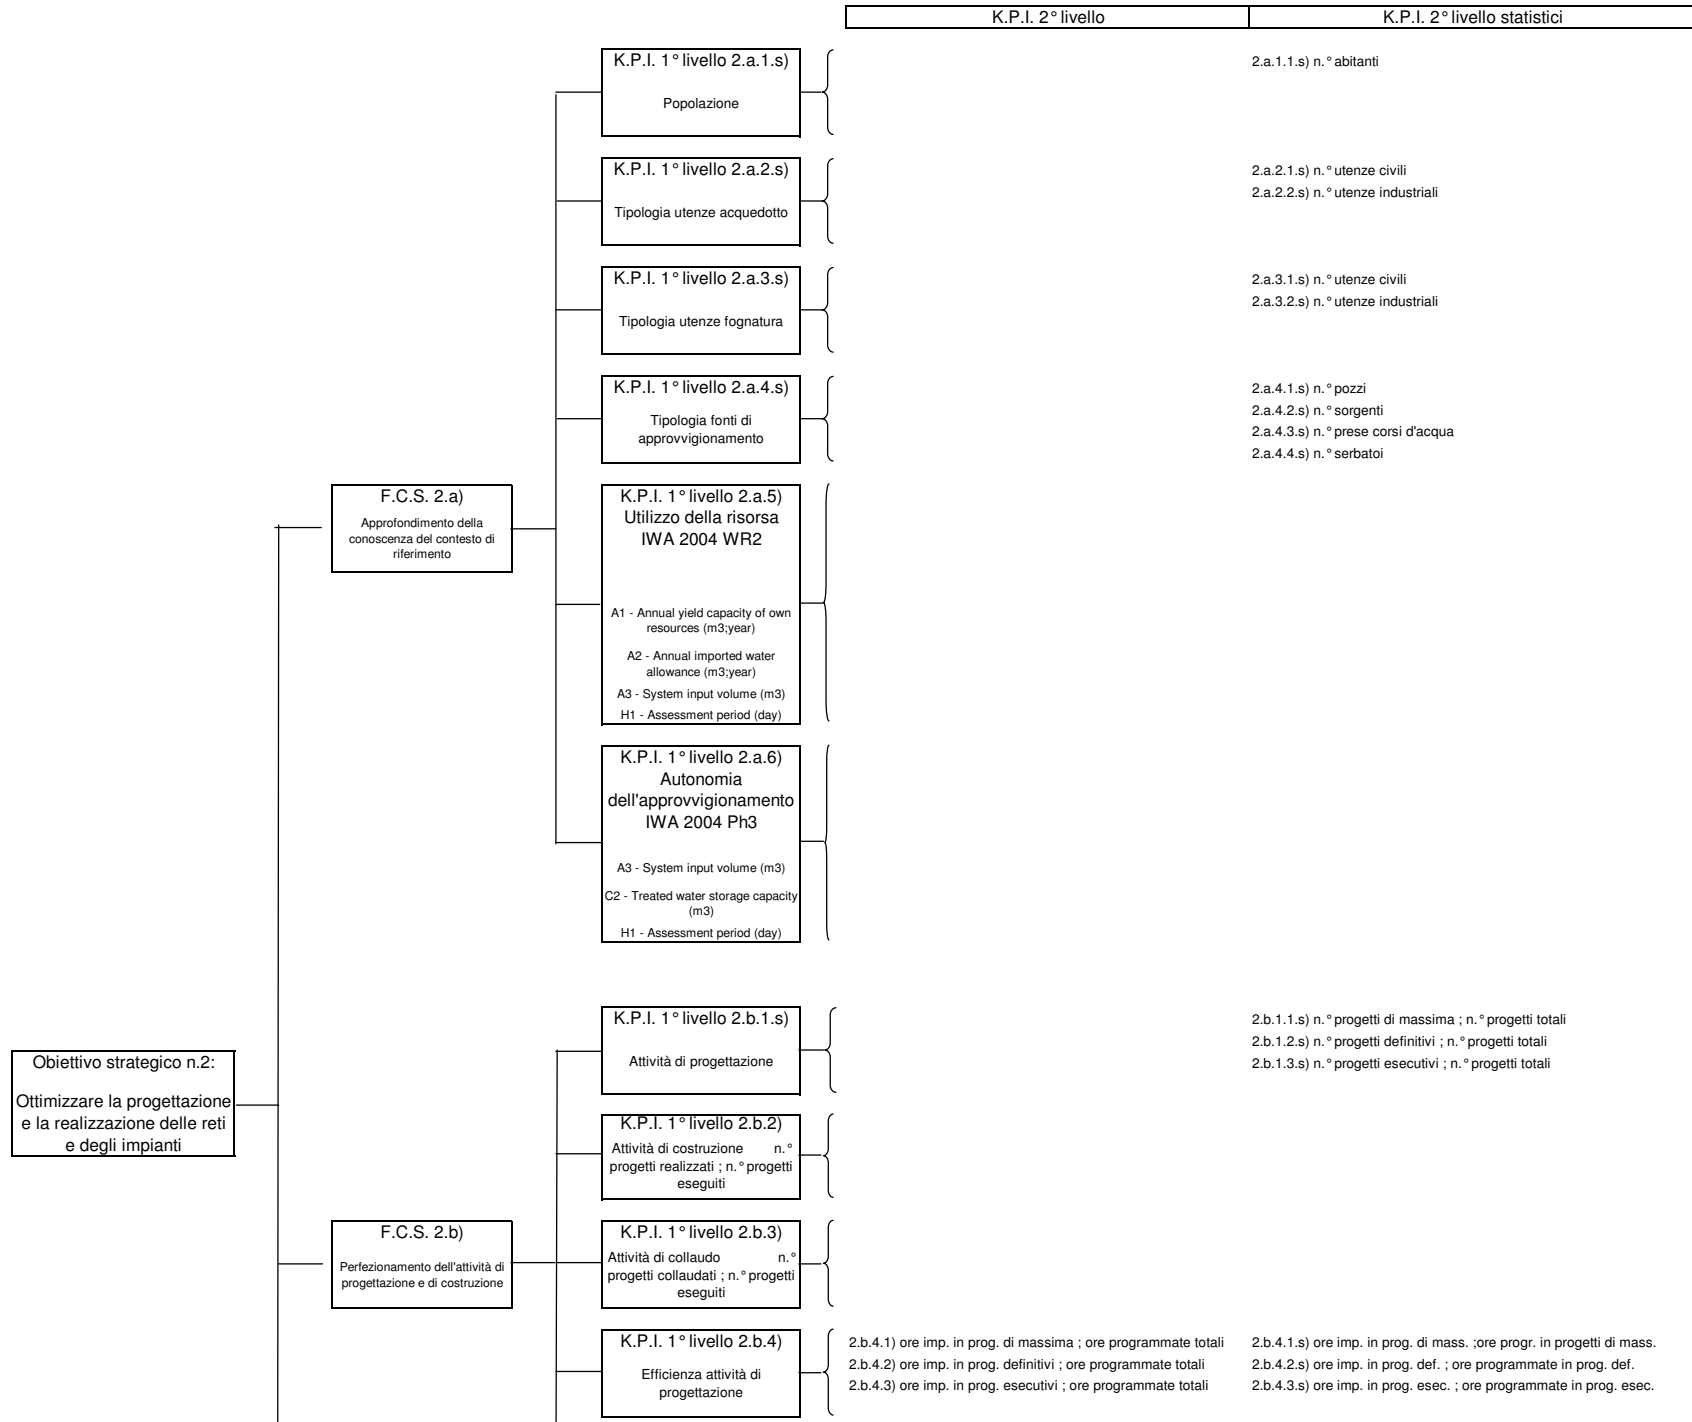 K.P.I. 2° livello
K.P.I. 2° livello statistici
K.P.I. 1° livello 2.a.1.s)
Popolazione
2.a.1.1.s) n.° abitanti
K.P.I. 1° livello 2.a.2.s)
Tipologia utenze acquedotto
2.a.2.1.s) n.° utenze civili
2.a.2.2.s) n.° utenze industriali
K.P.I. 1° livello 2.a.3.s)
Tipologia utenze fognatura
2.a.3.1.s) n.° utenze civili
2.a.3.2.s) n.° utenze industriali
K.P.I. 1° livello 2.a.4.s)
Tipologia fonti di
approvvigionamento
2.a.4.1.s) n.° pozzi
2.a.4.2.s) n.° sorgenti
2.a.4.3.s) n.° prese corsi d'acqua
2.a.4.4.s) n.° serbatoi
F.C.S. 2.a)
Approfondimento della
conoscenza del contesto di
riferimento
K.P.I. 1° livello 2.a.5)
Utilizzo della risorsa
IWA 2004 WR2
A1 - Annual yield capacity of own
resources (m3;year)
A2 - Annual imported water
allowance (m3;year)
A3 - System input volume (m3)
H1 - Assessment period (day)
K.P.I. 1° livello 2.a.6)
Autonomia
dell'approvvigionamento
IWA 2004 Ph3
A3 - System input volume (m3)
C2 - Treated water storage capacity
(m3)
H1 - Assessment period (day)
Obiettivo strategico n.2:
Ottimizzare la progettazione
e la realizzazione delle reti
e degli impianti
K.P.I. 1° livello 2.b.1.s)
Attività di progettazione
2.b.1.1.s) n.° progetti di massima ; n.° progetti totali
2.b.1.2.s) n.° progetti definitivi ; n.° progetti totali
2.b.1.3.s) n.° progetti esecutivi ; n.° progetti totali
K.P.I. 1° livello 2.b.2)
Attività di costruzione n.°
progetti realizzati ; n.° progetti
eseguiti
F.C.S. 2.b)
Perfezionamento dell'attività di
progettazione e di costruzione
K.P.I. 1° livello 2.b.3)
Attività di collaudo n.°
progetti collaudati ; n.° progetti
eseguiti
K.P.I. 1° livello 2.b.4)
Efficienza attività di
progettazione
2.b.4.1) ore imp. in prog. di massima ; ore programmate totali
2.b.4.2) ore imp. in prog. definitivi ; ore programmate totali
2.b.4.3) ore imp. in prog. esecutivi ; ore programmate totali
2.b.4.1.s) ore imp. in prog. di mass. ;ore progr. in progetti di mass.
2.b.4.2.s) ore imp. in prog. def. ; ore programmate in prog. def.
2.b.4.3.s) ore imp. in prog. esec. ; ore programmate in prog. esec.